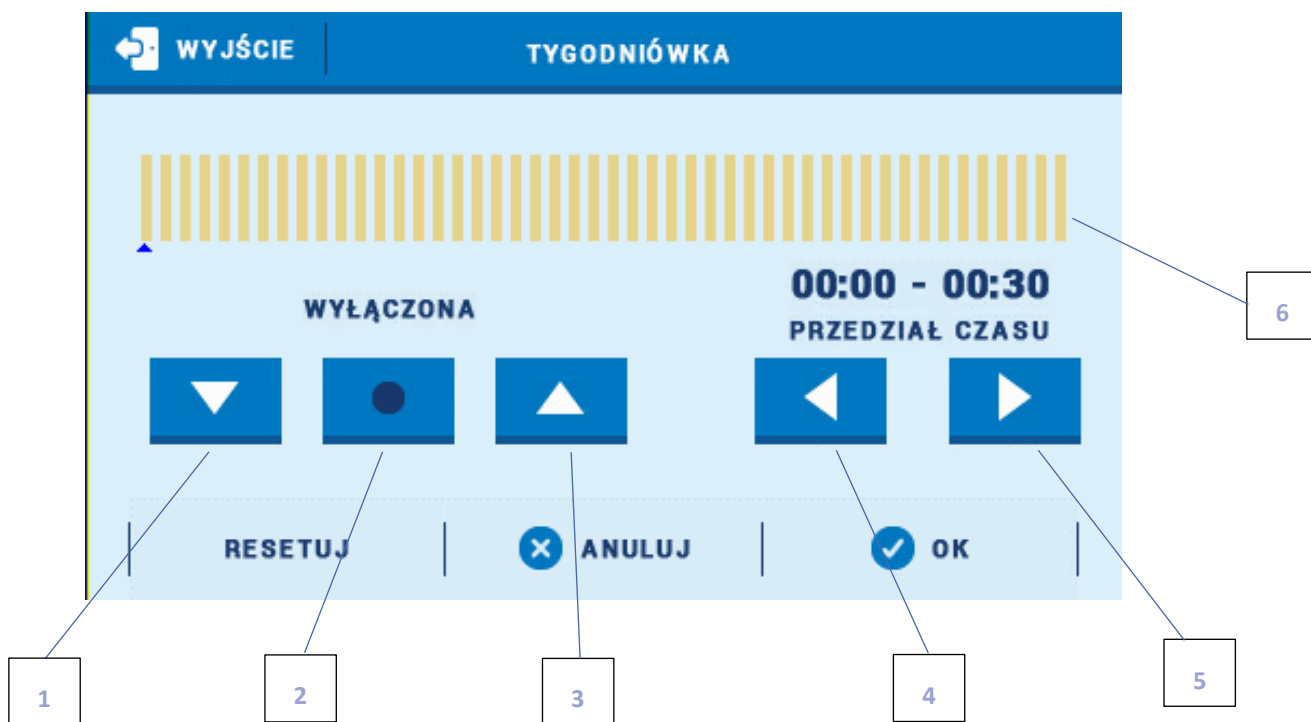 WYJŚCIE
TYGODNIÓWKA
00:00 - 00:30
WYŁĄCZONA
PRZEDZIAŁ CZASU
6
RESETUJ
ANULUJ
OK
1
2
3
4
5